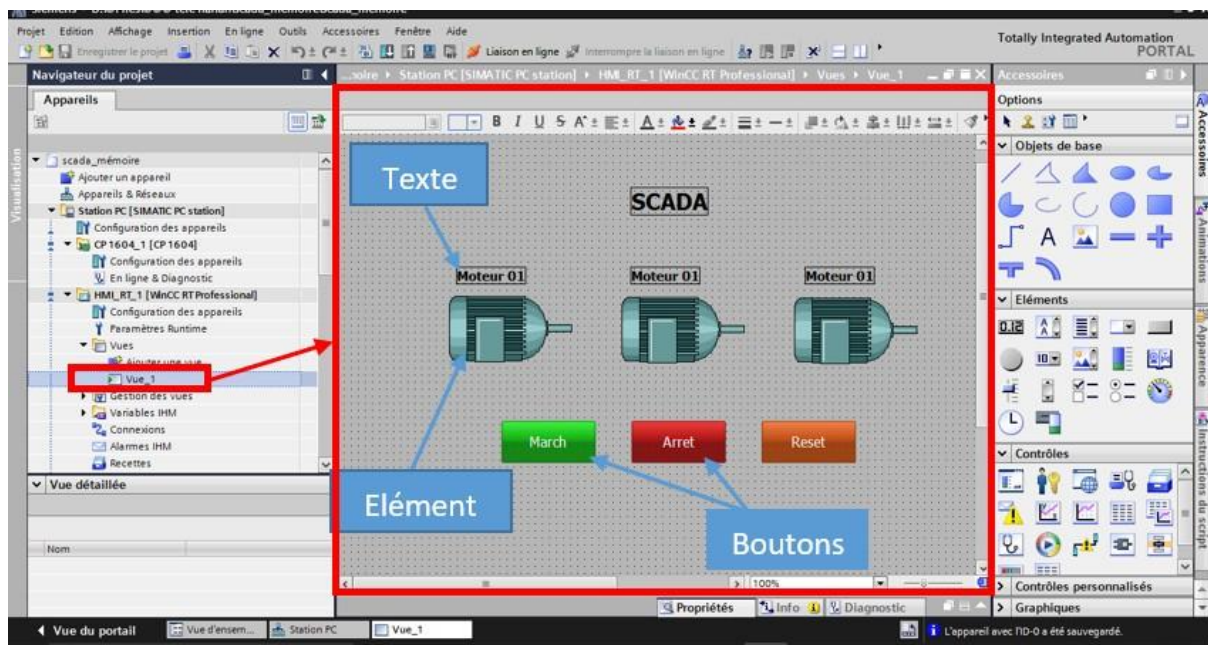 Projet Edition Affichage Insertion En ligne Outils Accessoires Fenêtre Aide
Totally Integrated Automation
PORTAL
Enregistrer le projet
Liaison en ligne
Interrompre la liaison en ligne
Navigateur du projet
Station PC [SIMATIC PC station] HMI_RT_1 [WinCC RT Professional] Vues Vue_1
Accessoires
Appareils
Options
B I U S A
Objets de base
scada_mémoire
Ajouter un appareil
Appareils & Réseaux
Station PC [SIMATIC PC station]
Configuration des appareils
CP 1604_1 [CP 1604]
Configuration des appareils
En ligne & Diagnostic
HMI_RT_1 [WinCC RT Professional]
Configuration des appareils
Paramètres Runtime
Vues
Ajouter une vue
Vue_1
Gestion des vues
Variables IHM
Connexions
Alarmes IHM
Recettes
Vue détaillée
Nom
Visualisation
Texte
SCADA
Moteur 01 Moteur 01 Moteur 01
March Arret Reset
Elément
Boutons
100%
Propriétés Info Diagnostic
Eléments
Contrôles
Contrôles personnalisés
Graphiques
Accessoires
Animations
Apparence
Instructions du script
Vue du portail Vue d'ensem... Station PC Vue_1
L'appareil avec l'ID-0 a été sauvegardé.